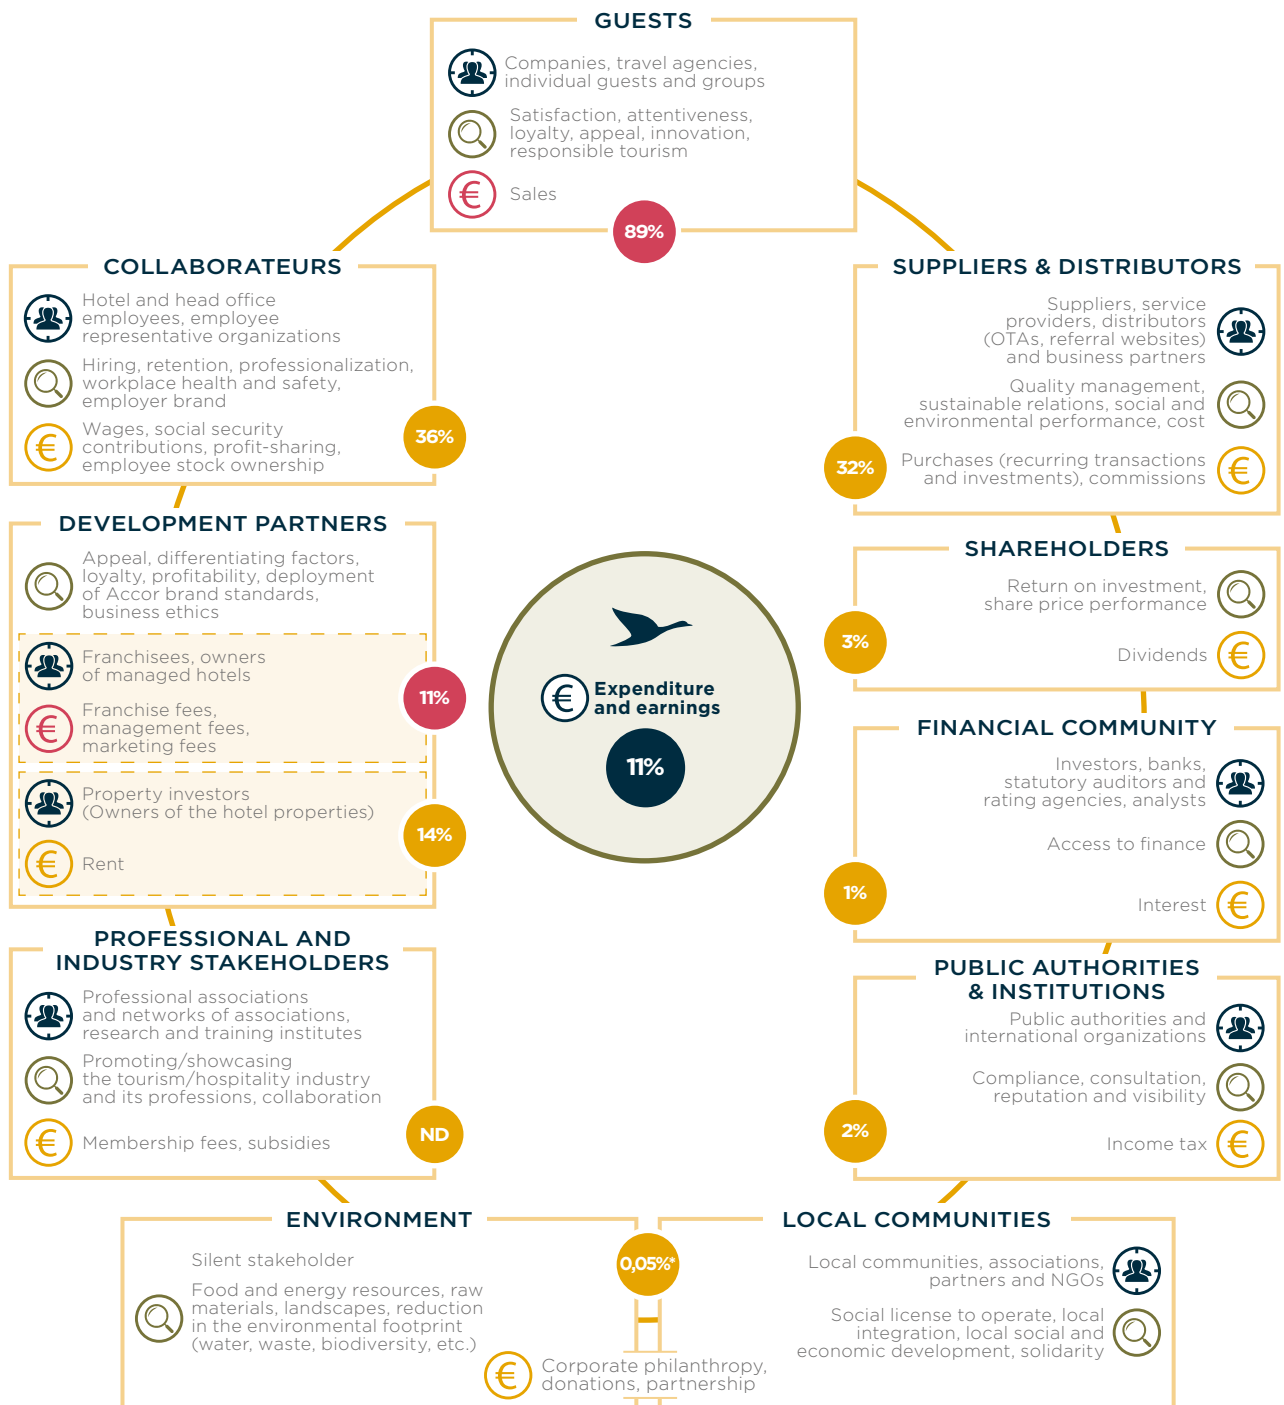 GUESTS
Companies, travel agencies,
individual guests and groups
Satisfaction, attentiveness,
loyalty, appeal, innovation,
responsible tourism
€ Sales
89%
COLLABORATEURS
Hotel and head office
employees, employee
representative organizations
Hiring, retention, professionalization,
workplace health and safety,
employer brand
€ Wages, social security
contributions, profit-sharing,
employee stock ownership
36%
SUPPLIERS & DISTRIBUTORS
Suppliers, service
providers, distributors
(OTAs, referral websites)
and business partners
Quality management,
sustainable relations, social and
environmental performance, cost
Purchases (recurring transactions €
and investments), commissions
32%
DEVELOPMENT PARTNERS
Appeal, differentiating factors,
loyalty, profitability, deployment
of Accor brand standards,
business ethics
Franchisees, owners
of managed hotels
€ Franchise fees,
management fees,
marketing fees
11%
Property investors
(Owners of the hotel properties)
€ Rent
14%
€ Expenditure
and earnings
11%
SHAREHOLDERS
Return on investment,
share price performance
Dividends €
3%
FINANCIAL COMMUNITY
Investors, banks,
statutory auditors and
rating agencies, analysts
Access to finance
Interest €
1%
PROFESSIONAL AND
INDUSTRY STAKEHOLDERS
Professional associations
and networks of associations,
research and training institutes
Promoting/showcasing
the tourism/hospitality industry
and its professions, collaboration
€ Membership fees, subsidies
ND
PUBLIC AUTHORITIES
& INSTITUTIONS
Public authorities and
international organizations
Compliance, consultation,
reputation and visibility
Income tax €
2%
ENVIRONMENT
Silent stakeholder
Food and energy resources, raw
materials, landscapes, reduction
in the environmental footprint
(water, waste, biodiversity, etc.)
0,05%*
LOCAL COMMUNITIES
Local communities, associations,
partners and NGOs
Social license to operate, local
integration, local social and
economic development, solidarity
€ Corporate philanthropy,
donations, partnership